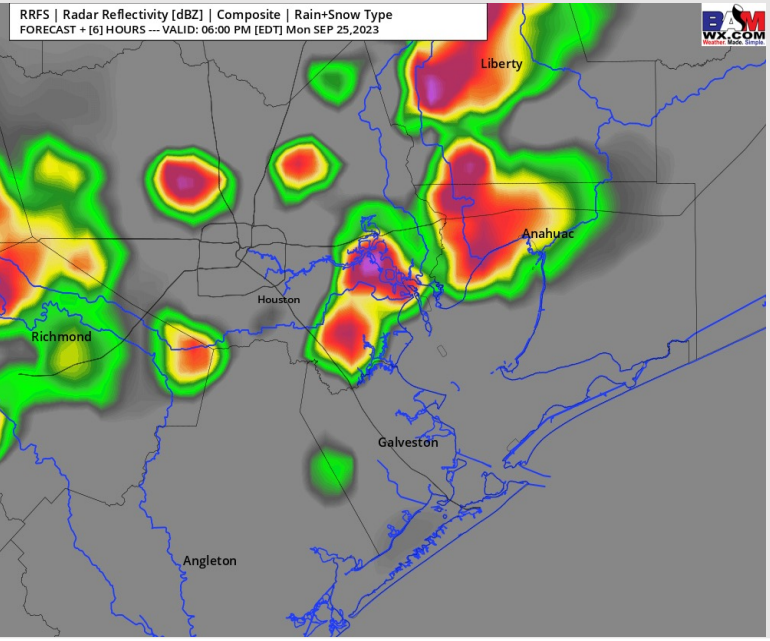 RRFS | Radar Reflectivity [dBZ] | Composite | Rain+Snow Type
FORECAST + [6] HOURS --- VALID: 06:00 PM [EDT] Mon SEP 25,2023
BAM
WX.COM
Weather Made. Simple.
Liberty
Anahuac
Houston
Richmond
Galveston
Angleton